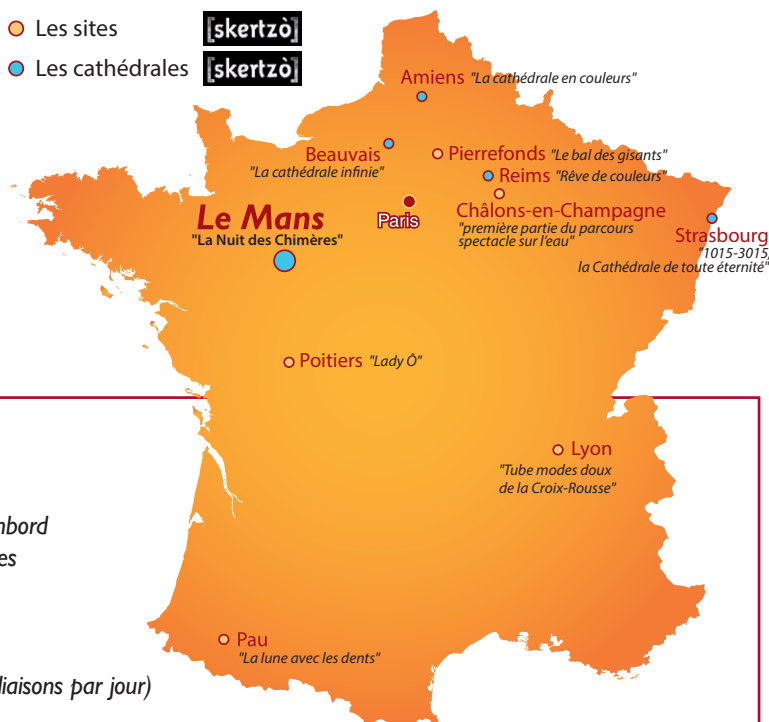 Les sites [skertzò]
Les cathédrales [skertzò]
Amiens "La cathédrale en couleurs"
Beauvais
"La cathédrale infinie"
Pierrefonds "Le bal des gisants"
Reims "Rêve de couleurs"
Le Mans
"La Nuit des Chimères"
Paris
Châlons-en-Champagne
"première partie du parcours
spectacle sur l'eau"
Strasbourg
"1015-3015,
la Cathédrale de toute éternité"
Poitiers "Lady Ô"
Lyon
"Tube modes doux
de la Croix-Rousse"
Pau
"La lune avec les dents"
par jour)